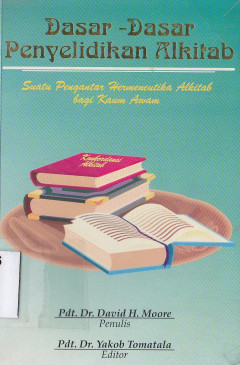 Dasar -Dasar
Penyelidikan Alkitab
Suatu Pengantar Hermeneutika Alkitab
bagi Kaum Awam
Konkordansi
Alkitab
Pdt. Dr. David H. Moore
Penulis
Pdt. Dr. Yakob Tomatala
Editor